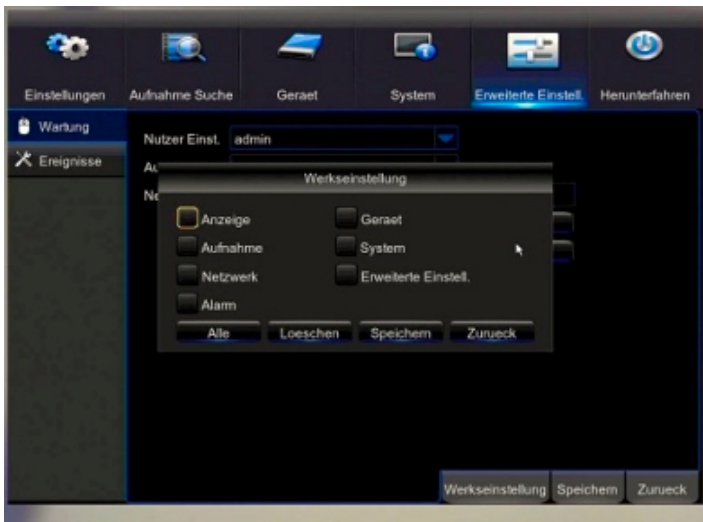 Einstellungen Aufnahme Suche Geraet System Erweiterte Einstell. Herunterfahren
Wartung
Ereignisse
Nutzer Einst. admin
Werkseinstellung
Anzeige Geraet
Aufnahme System
Netzwerk Erweiterte Einstell.
Alarm
Alle Loeschen Speichern Zurueck
Werkseinstellung Speichern Zurueck